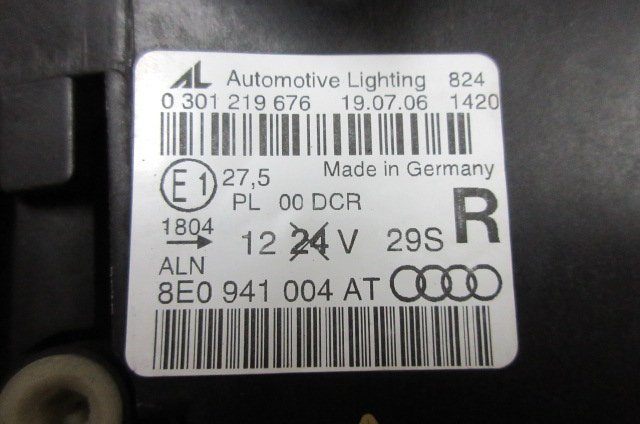 AL Automotive Lighting 824
0 301 219 676 19.07.06 1420
Made in Germany
E1 27,5
PL 00 DCR
1804
12 24 V 29S R
ALN
8E0 941 004 AT